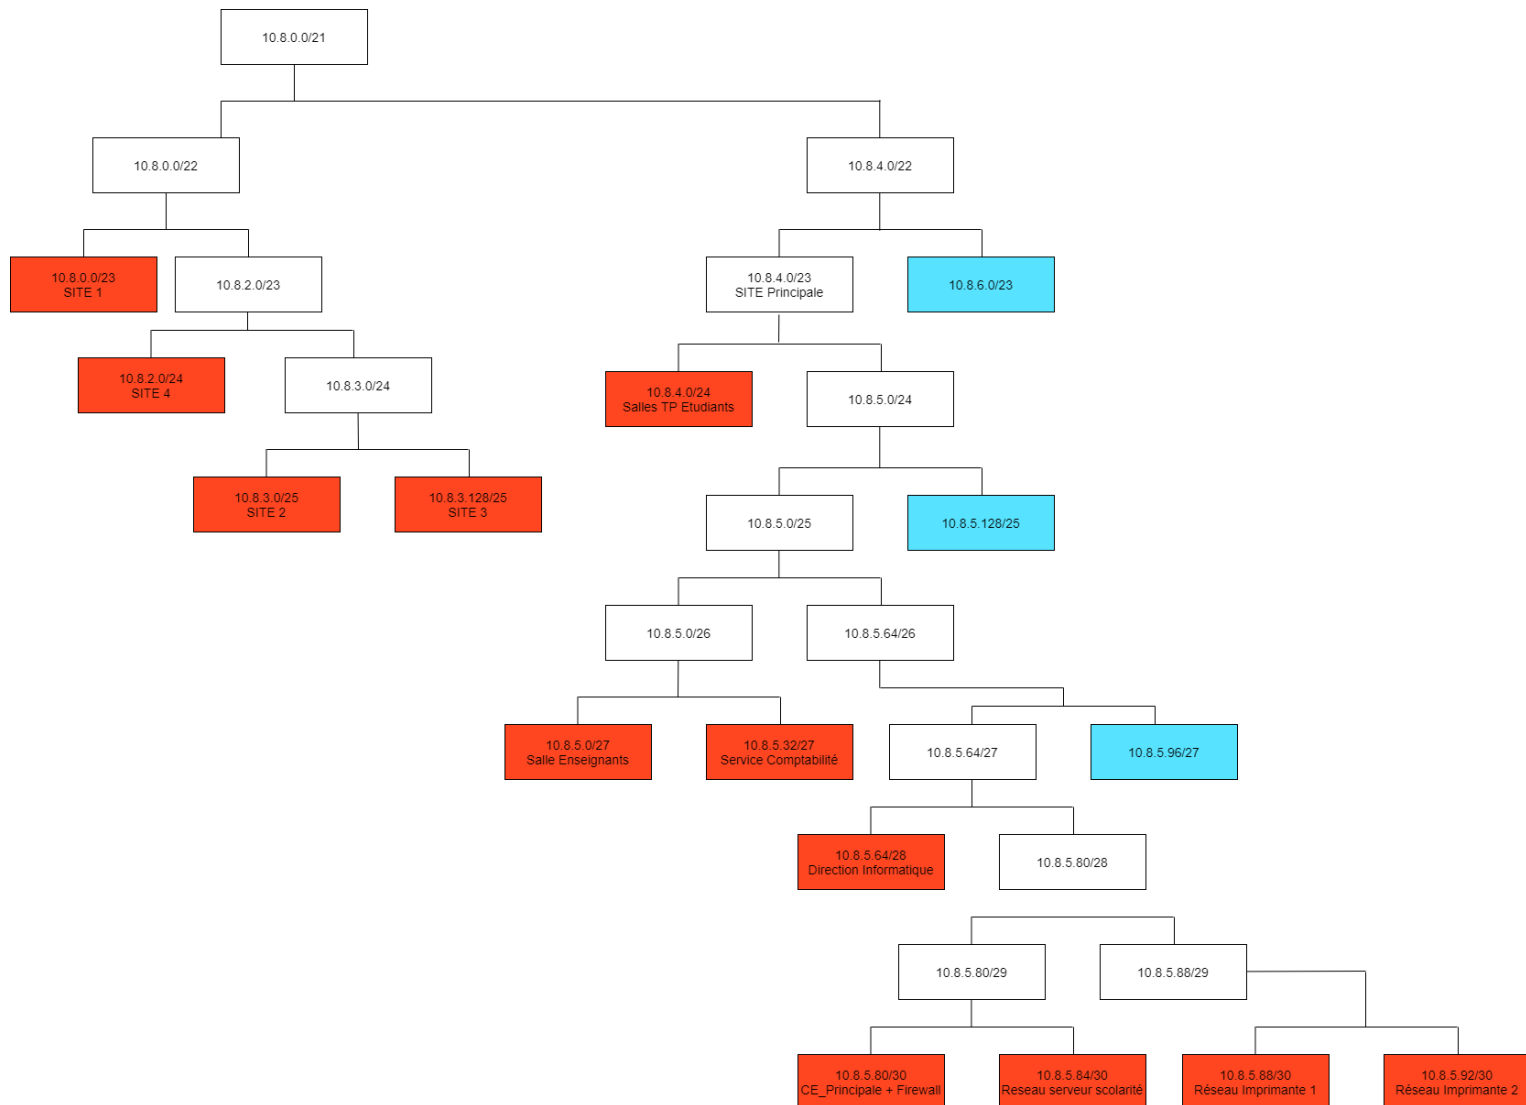 10.8.0.0/21
10.8.0.0/22
10.8.4.0/22
10.8.0.0/23
SITE 1
10.8.2.0/23
10.8.4.0/23
SITE Principale
10.8.6.0/23
10.8.2.0/24
SITE 4
10.8.3.0/24
10.8.4.0/24
Salles TP Etudiants
10.8.5.0/24
10.8.3.0/25
SITE 2
10.8.3.128/25
SITE 3
10.8.5.0/25
10.8.5.128/25
10.8.5.0/26
10.8.5.64/26
10.8.5.0/27
Salle Enseignants
10.8.5.32/27
Service Comptabilité
10.8.5.64/27
10.8.5.96/27
10.8.5.64/28
Direction Informatique
10.8.5.80/28
10.8.5.80/29
10.8.5.88/29
10.8.5.80/30
CE_Principale + Firewall
10.8.5.84/30
Reseau serveur scolarité
10.8.5.88/30
Réseau Imprimante 1
10.8.5.92/30
Réseau Imprimante 2